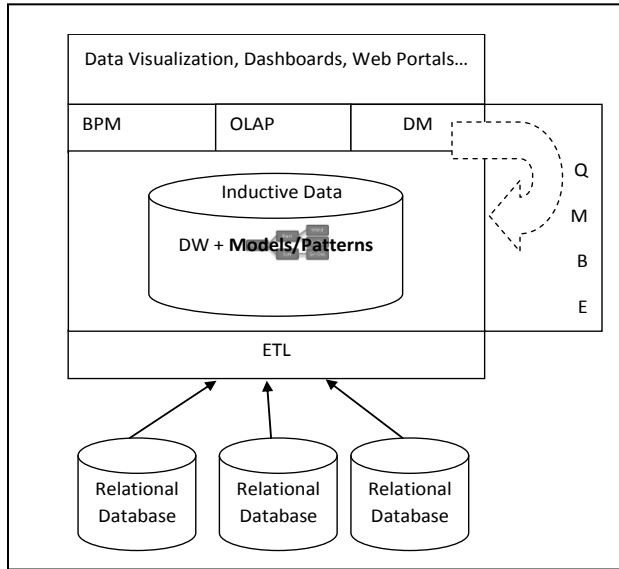 Data Visualization, Dashboards, Web Portals…
BPM OLAP DM
Q
M
B
E
Inductive Data
DW + Models/Patterns
ETL
Relational
Database
Relational
Database
Relational
Database